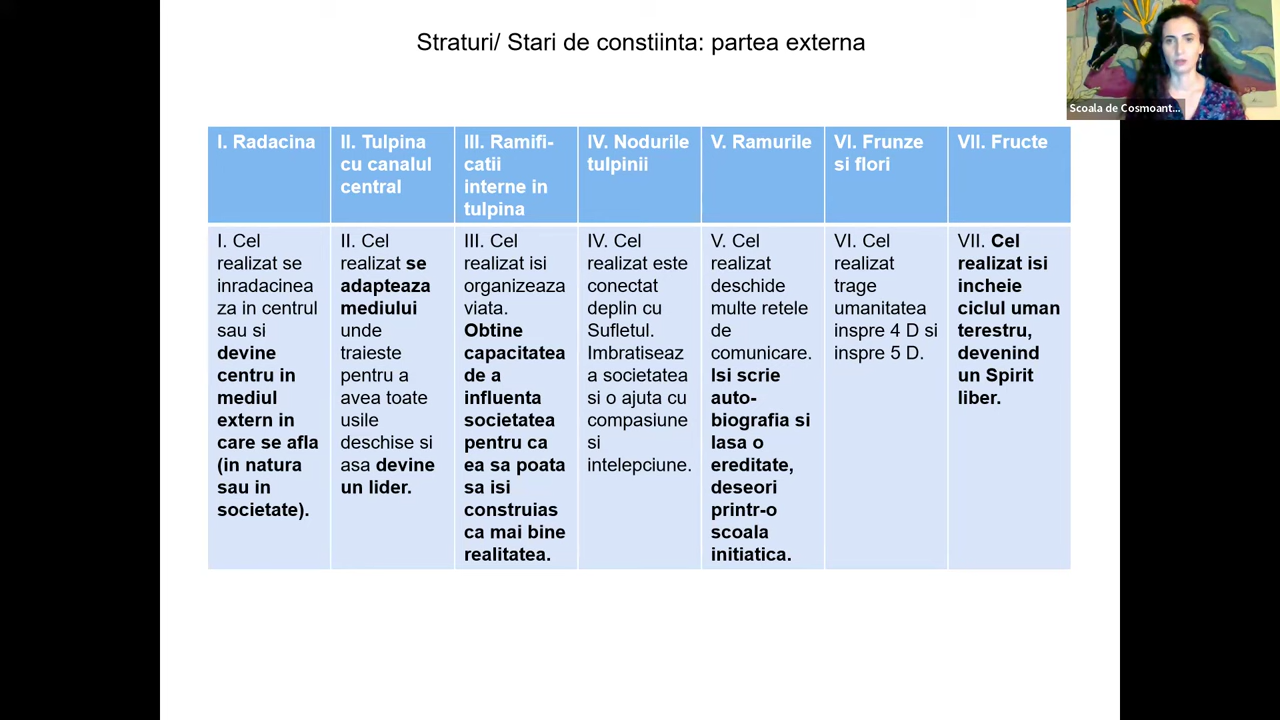 Straturi/ Stari de constiinta: partea externa
Scoala de Cosmoant...
I. Radacina
II. Tulpina
cu canalul
central
III. Ramifi-
catii
interne in
tulpina
IV. Nodurile
tulpinii
V. Ramurile
VI. Frunze
si flori
VII. Fructe
I. Cel
realizat se
inradacinea
za in centrul
sau si
devine
centru in
mediul
extern in
care se afla
(in natura
sau in
societate).
II. Cel
realizat se
adapteaza
mediului
unde
traieste
pentru a
avea toate
usile
deschise si
asa devine
un lider.
III. Cel
realizat isi
organizeaza
viata.
Obtine
capacitatea
de a
influenta
societatea
pentru ca
ea sa poata
sa isi
construias
ca mai bine
realitatea.
IV. Cel
realizat este
conectat
deplin cu
Sufletul.
Imbratiseaz
a societatea
si o ajuta cu
compasiune
si
intelepciune.
V. Cel
realizat
deschide
multe retele
de
comunicare.
Isi scrie
auto-
biografia si
lasa o
ereditate,
deseori
printr-o
scoala
initiatica.
VI. Cel
realizat
trage
umanitatea
inspre 4 D si
inspre 5 D.
VII. Cel
realizat isi
incheie
ciclul uman
terestru,
devenind
un Spirit
liber.